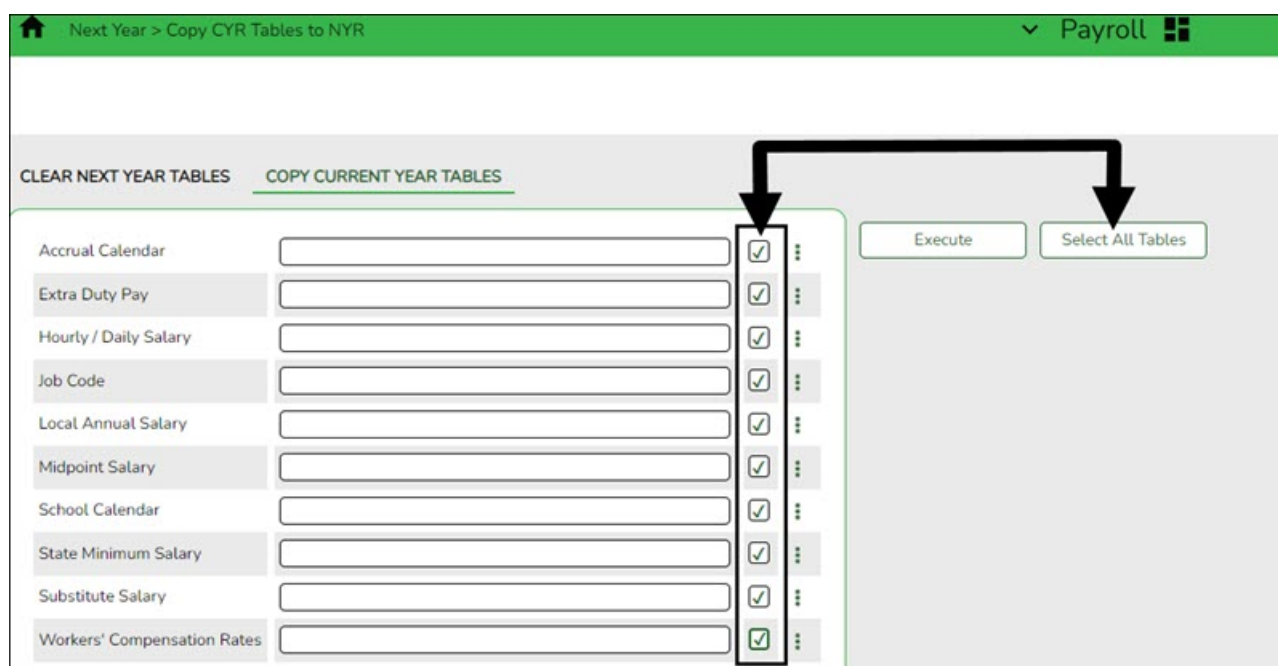 Next Year > Copy CYR Tables to NYR
Payroll
CLEAR NEXT YEAR TABLES
COPY CURRENT YEAR TABLES
Accrual Calendar
Execute
Select All Tables
Extra Duty Pay
Hourly / Daily Salary
Job Code
Local Annual Salary
Midpoint Salary
School Calendar
State Minimum Salary
Substitute Salary
Workers' Compensation Rates